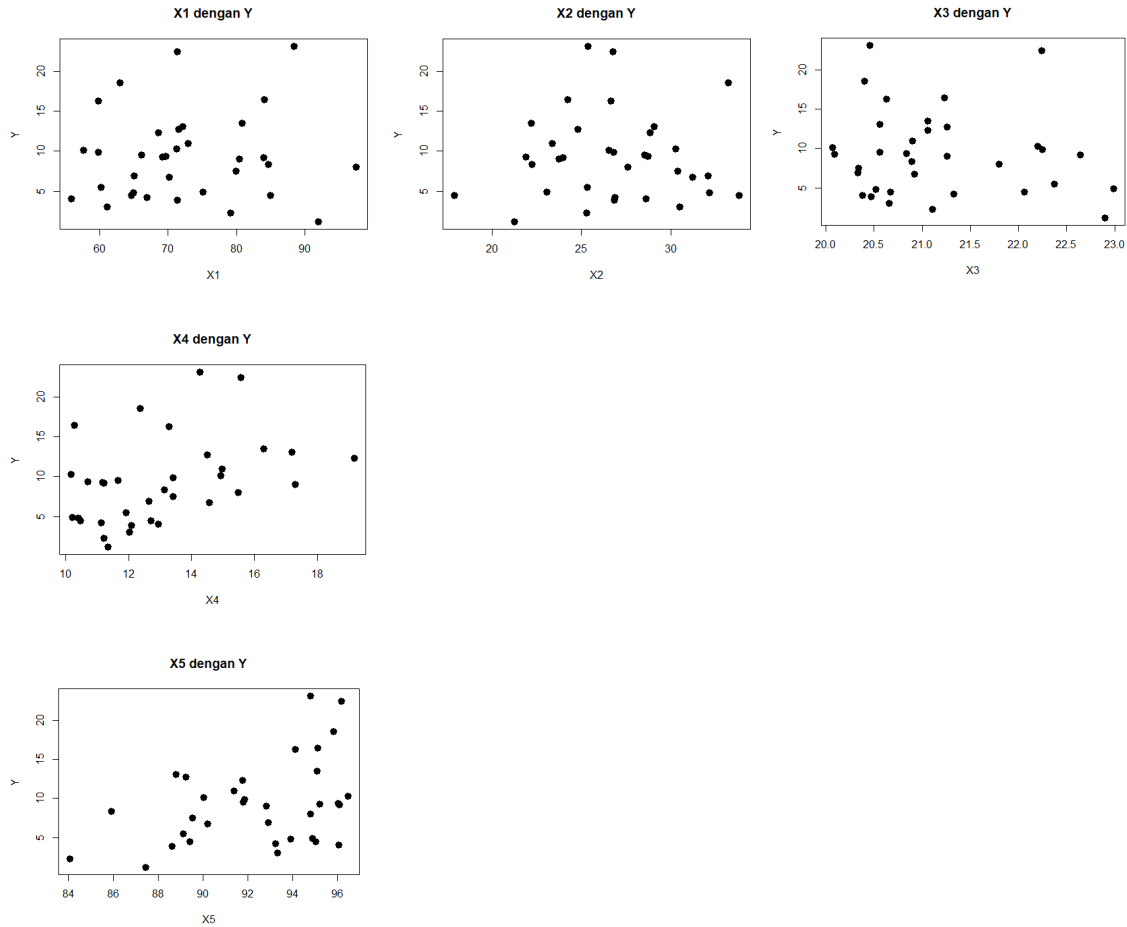 X1 dengan Y
Y
5 10 15 20
60 70 80 90
X1
X2 dengan Y
Y
5 10 15 20
20 25 30
X2
X3 dengan Y
Y
5 10 15 20
20.0 20.5 21.0 21.5 22.0 22.5 23.0
X3
X4 dengan Y
Y
5 10 15 20
10 12 14 16 18
X4
X5 dengan Y
Y
5 10 15 20
84 86 88 90 92 94 96
X5